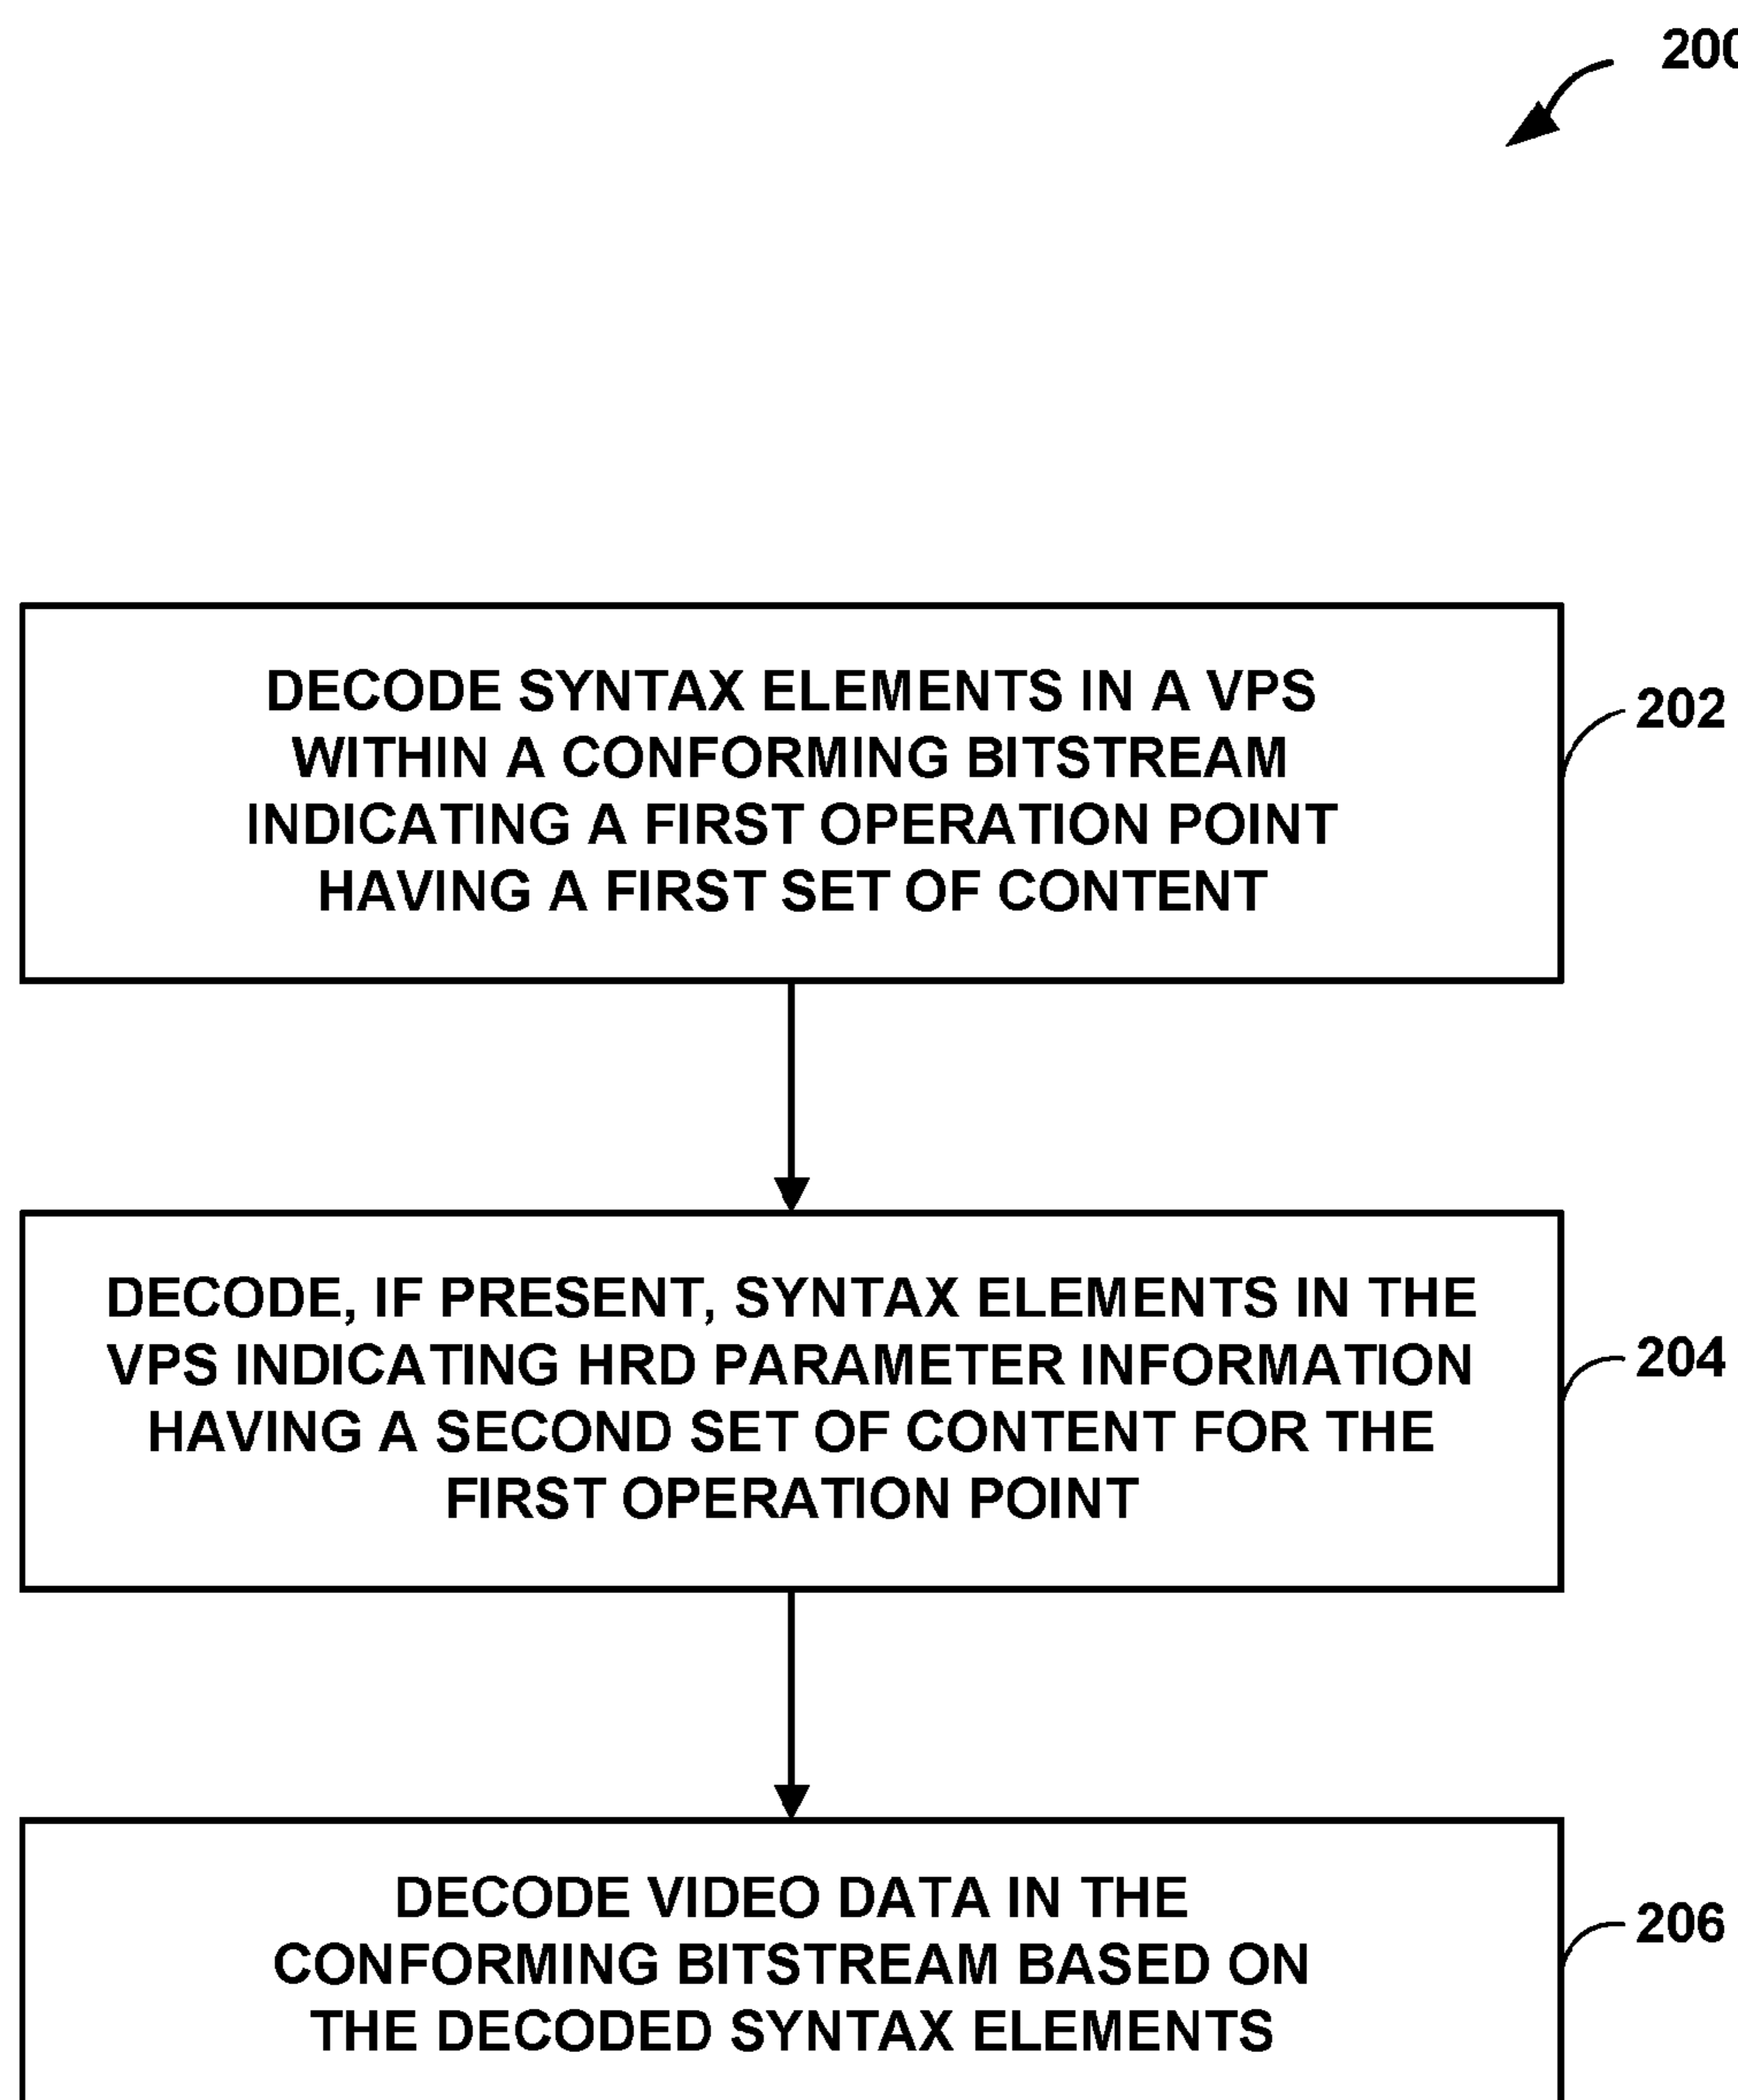 200
DECODE SYNTAX ELEMENTS IN A VPS
WITHIN A CONFORMING BITSTREAM
INDICATING A FIRST OPERATION POINT
HAVING A FIRST SET OF CONTENT
202
DECODE, IF PRESENT, SYNTAX ELEMENTS IN THE
VPS INDICATING HRD PARAMETER INFORMATION
HAVING A SECOND SET OF CONTENT FOR THE
FIRST OPERATION POINT
204
DECODE VIDEO DATA IN THE
CONFORMING BITSTREAM BASED ON
THE DECODED SYNTAX ELEMENTS
206